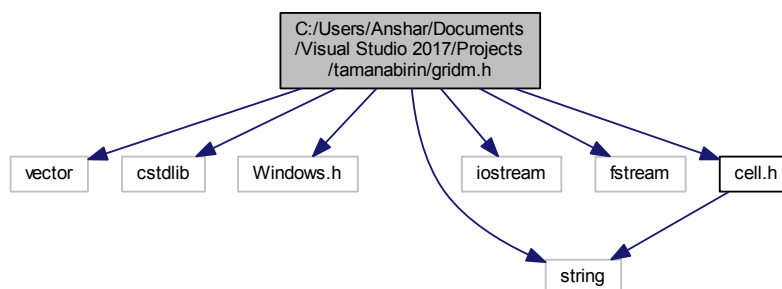 C:/Users/Anshar/Documents
/Visual Studio 2017/Projects
/tamanabirin/gridm.h
vector
cstdlib
Windows.h
iostream
fstream
cell.h
string